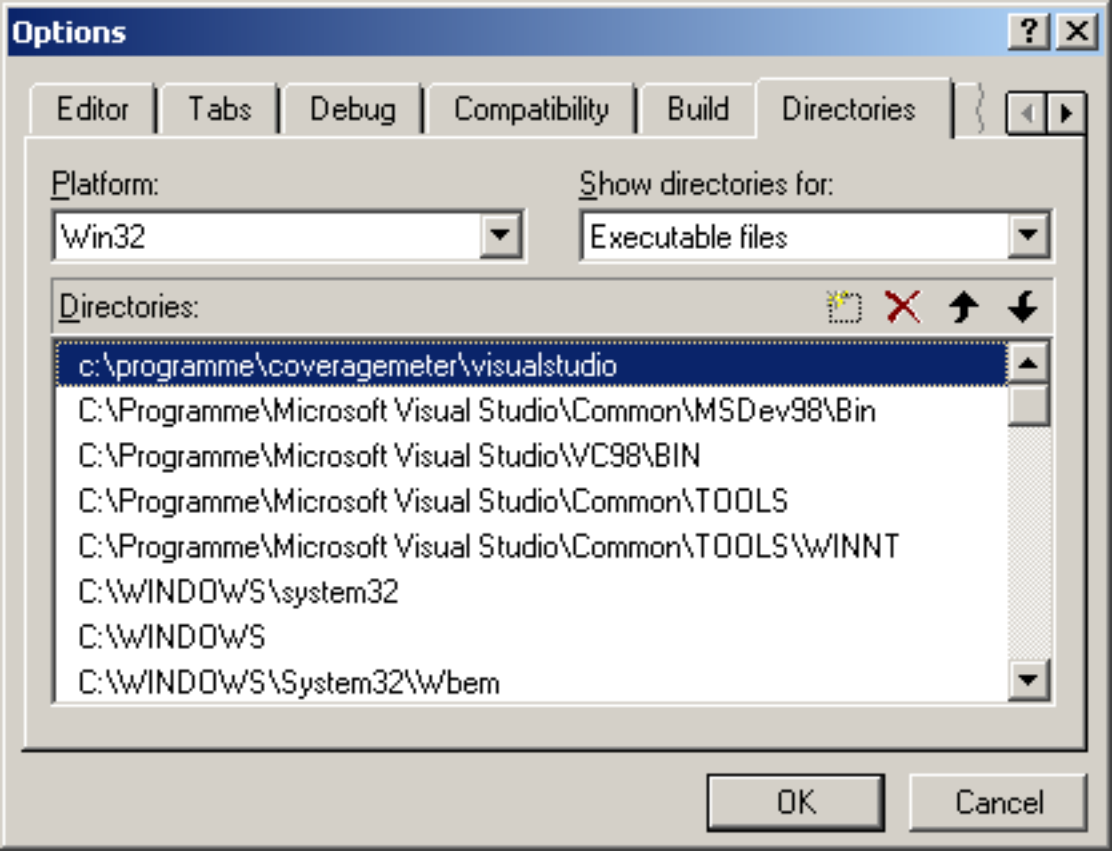 Options
Editor Tabs Debug Compatibility Build Directories
Platform: Show directories for:
Win32 Executable files
Directories:
c:\programme\coveragemeter\visualstudio
C:\Programme\Microsoft Visual Studio\Common\MSDev98\Bin
C:\Programme\Microsoft Visual Studio\VC98\BIN
C:\Programme\Microsoft Visual Studio\Common\TOOLS
C:\Programme\Microsoft Visual Studio\Common\TOOLS\WINNT
C:\WINDOWS\system32
C:\WINDOWS
C:\WINDOWS\System32\Wbem
OK Cancel